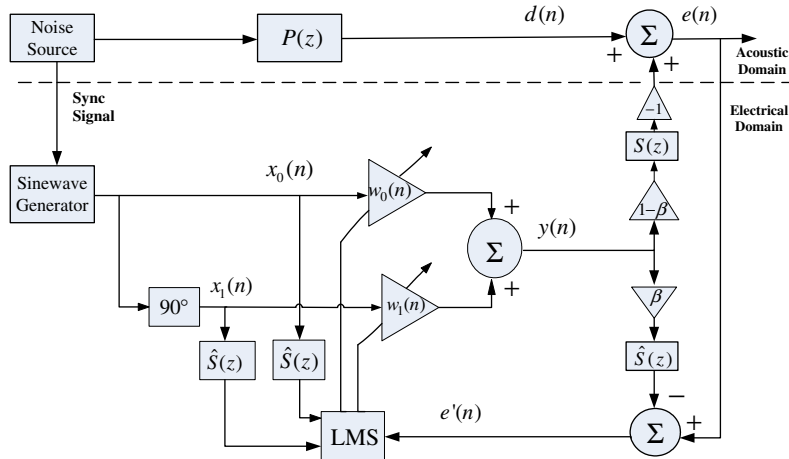 Noise
Source
P(z)
d(n)
Σ
e(n)
+
+
Acoustic
Domain
Sync
Signal
Electrical
Domain
−1
S(z)
Sinewave
Generator
x₀(n)
w₀(n)
1−β
+
Σ
y(n)
+
x₁(n)
90°
w₁(n)
β
Ŝ(z)
Ŝ(z)
Ŝ(z)
−
LMS
e'(n)
Σ
+